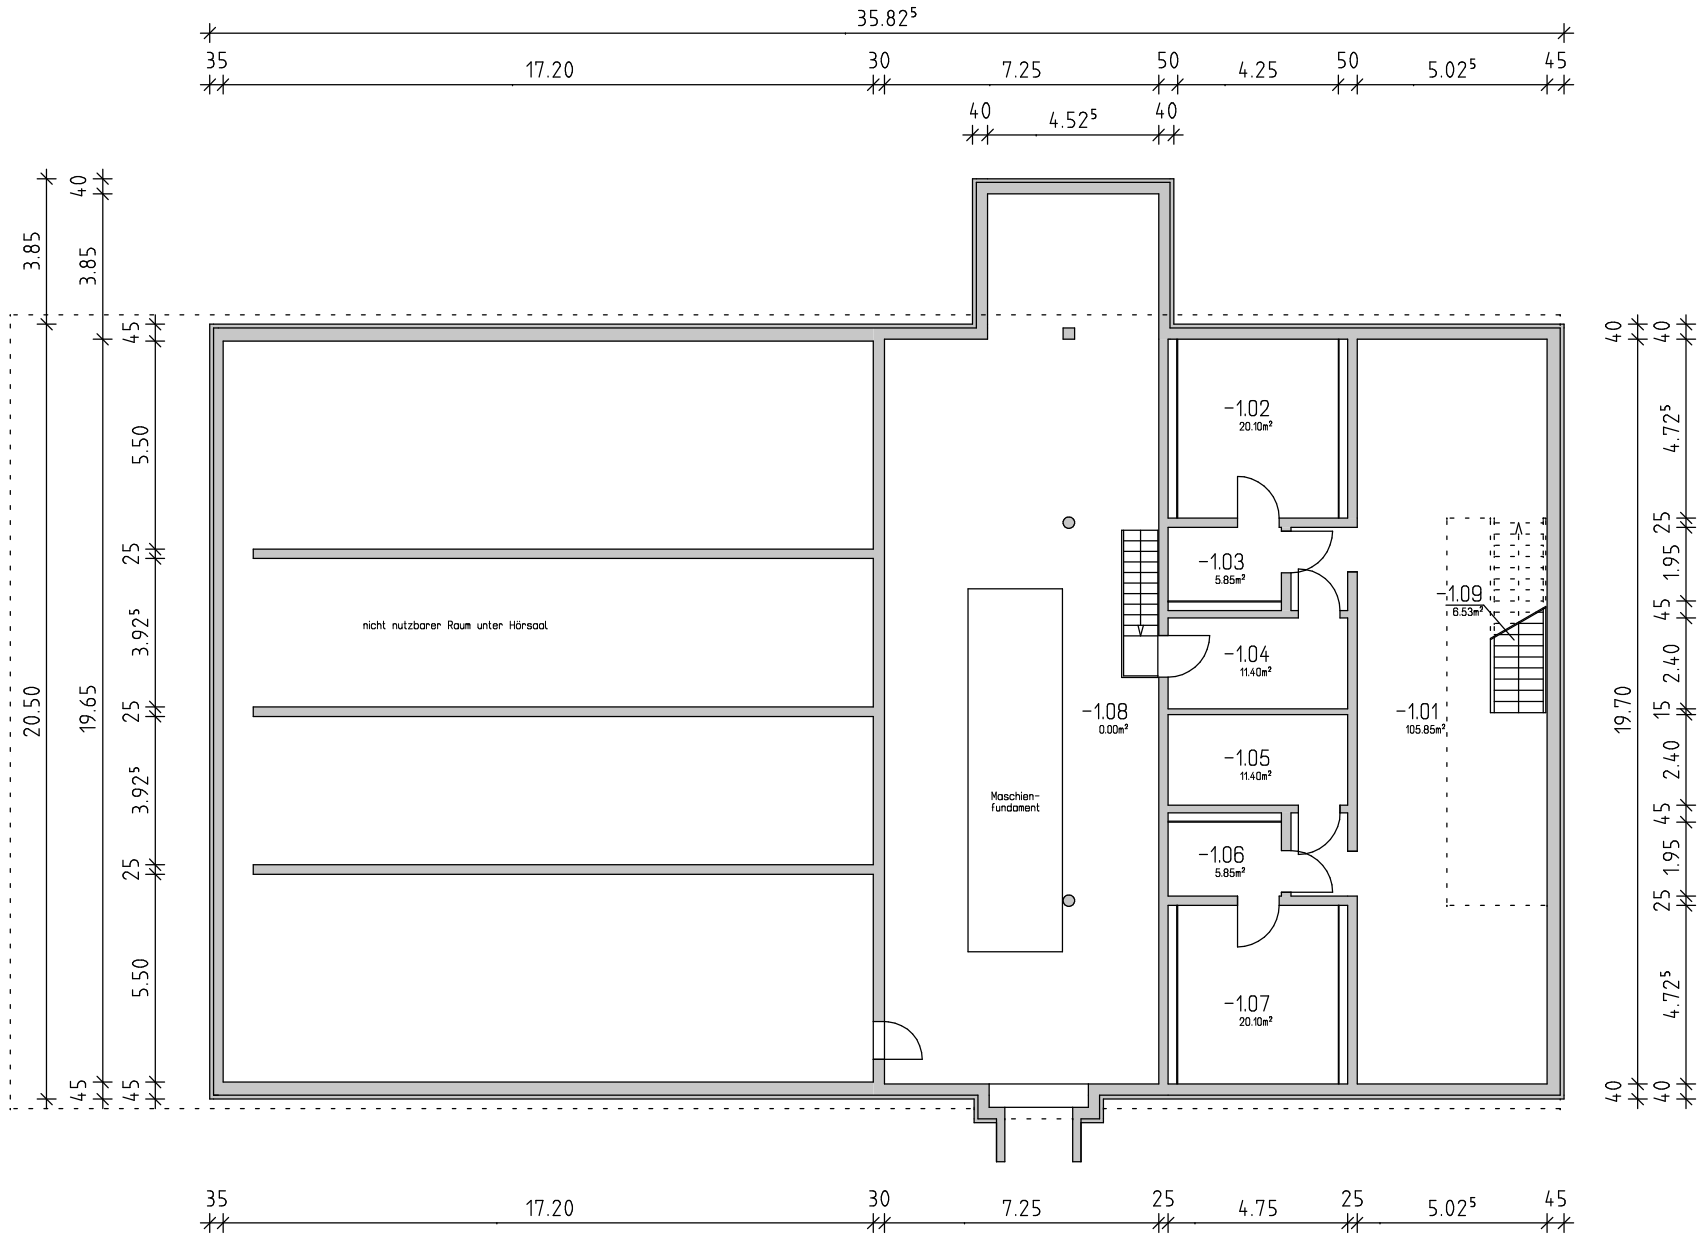 35.82⁵
35 17.20 30 7.25 50 4.25 50 5.02⁵ 45
40 4.52⁵ 40
40
3.85
3.85
45
5.50
25
3.92⁵
25
3.92⁵
25
5.50
45
45
20.50
19.65
40
40
4.72⁵
25
1.95
45
2.40
15
2.40
45
1.95
25
4.72⁵
40
40
19.70
-1.02
20.10m²
-1.03
5.85m²
-1.09
6.53m²
nicht nutzbarer Raum unter Hörsaal
-1.04
11.40m²
-1.08
0.00m²
-1.01
105.85m²
-1.05
11.40m²
Maschien-
fundament
-1.06
5.85m²
-1.07
20.10m²
35 17.20 30 7.25 25 4.75 25 5.02⁵ 45